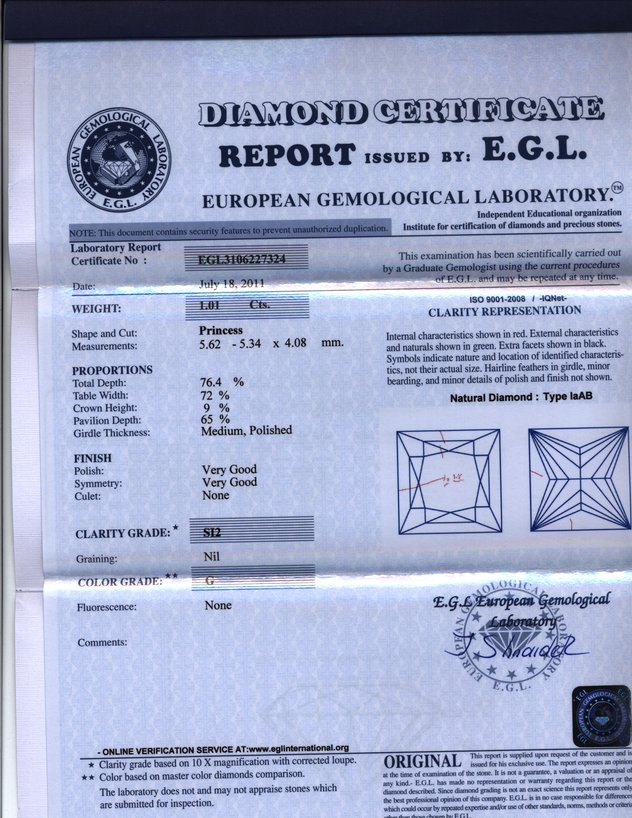 DIAMOND CERTIFICATE
REPORT ISSUED BY: E.G.L.
EUROPEAN GEMOLOGICAL LABORATORY.™
EUROPEAN GEMOLOGICAL LABORATORY
E.G.L.
Independent Educational organization
Institute for certification of diamonds and precious stones.
NOTE: This document contains security features to prevent unauthorized duplication.
Laboratory Report
Certificate No : EGL3106227324
Date: July 18, 2011
WEIGHT: 1.01 Cts.
Shape and Cut: Princess
Measurements: 5.62 - 5.34 x 4.08 mm.
PROPORTIONS
Total Depth: 76.4 %
Table Width: 72 %
Crown Height: 9 %
Pavilion Depth: 65 %
Girdle Thickness: Medium, Polished
FINISH
Polish: Very Good
Symmetry: Very Good
Culet: None
CLARITY GRADE:★ SI2
Graining: Nil
COLOR GRADE:★★ G
Fluorescence: None
Comments:
This examination has been scientifically carried out
by a Graduate Gemologist using the current procedures
of E.G.L. and may be repeated at any time.
ISO 9001-2008 / -IQNet-
CLARITY REPRESENTATION
Internal characteristics shown in red. External characteristics
and naturals shown in green. Extra facets shown in black.
Symbols indicate nature and location of identified characteris-
tics, not their actual size. Hairline feathers in girdle, minor
bearding, and minor details of polish and finish not shown.
Natural Diamond : Type IaAB
E.G.L European Gemological
Laboratory
EUROPEAN GEMOLOGICAL LABORATORY
E.G.L.
- ONLINE VERIFICATION SERVICE AT:www.eglinternational.org
★ Clarity grade based on 10 X magnification with corrected loupe.
★★ Color based on master color diamonds comparison.
The laboratory does not and may not appraise stones which
are submitted for inspection.
ORIGINAL
This report is supplied upon request of the customer and is
issued for his exclusive use. The report expresses an opinion
at the time of examination of the stone. It is not a guarantee, a valuation or an appraisal of
any kind.- E.G.L. has made no representation or warranty regarding this report or the
diamond described. Since diamond grading is not an exact science this report represents only
the best professional opinion of this company. E.G.L. is in no case responsible for differences
which could occur by repeated expertise and/or use of other standards, norms, methods or criteria
other than those chosen by E.G.L.